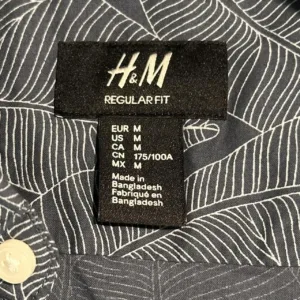 H&M
REGULAR FIT
EUR M
US M
CA M
CN 175/100A
MX M
Made in
Bangladesh
Fabriqué en
Bangladesh